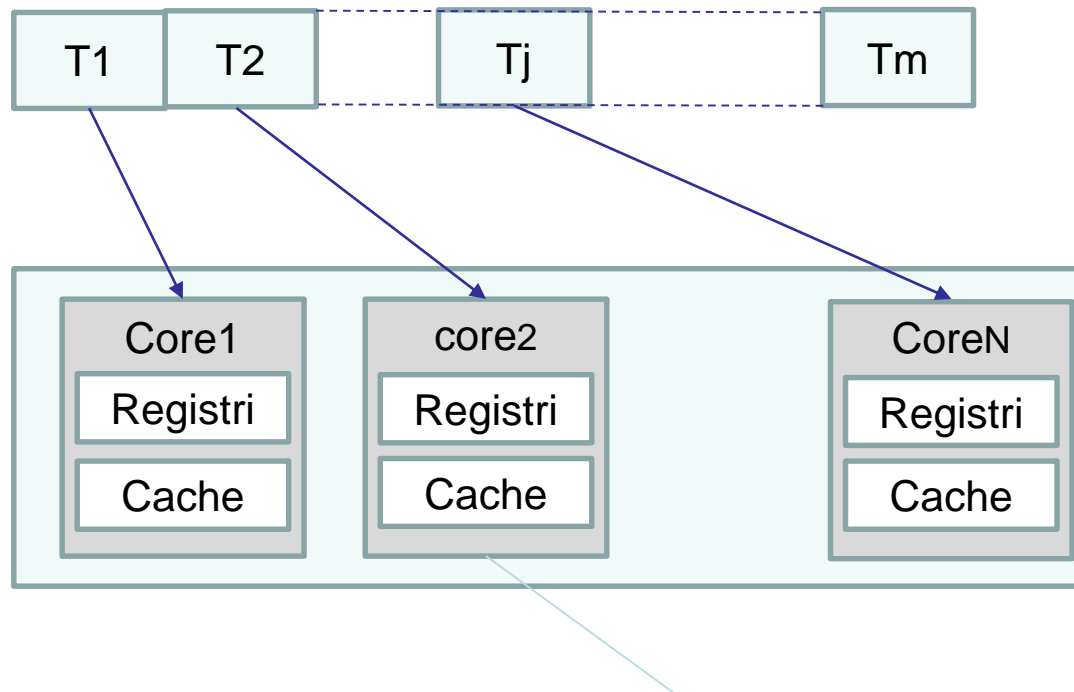 T1 T2 Tj Tm
Core1 core2 CoreN
Registri Registri Registri
Cache Cache Cache